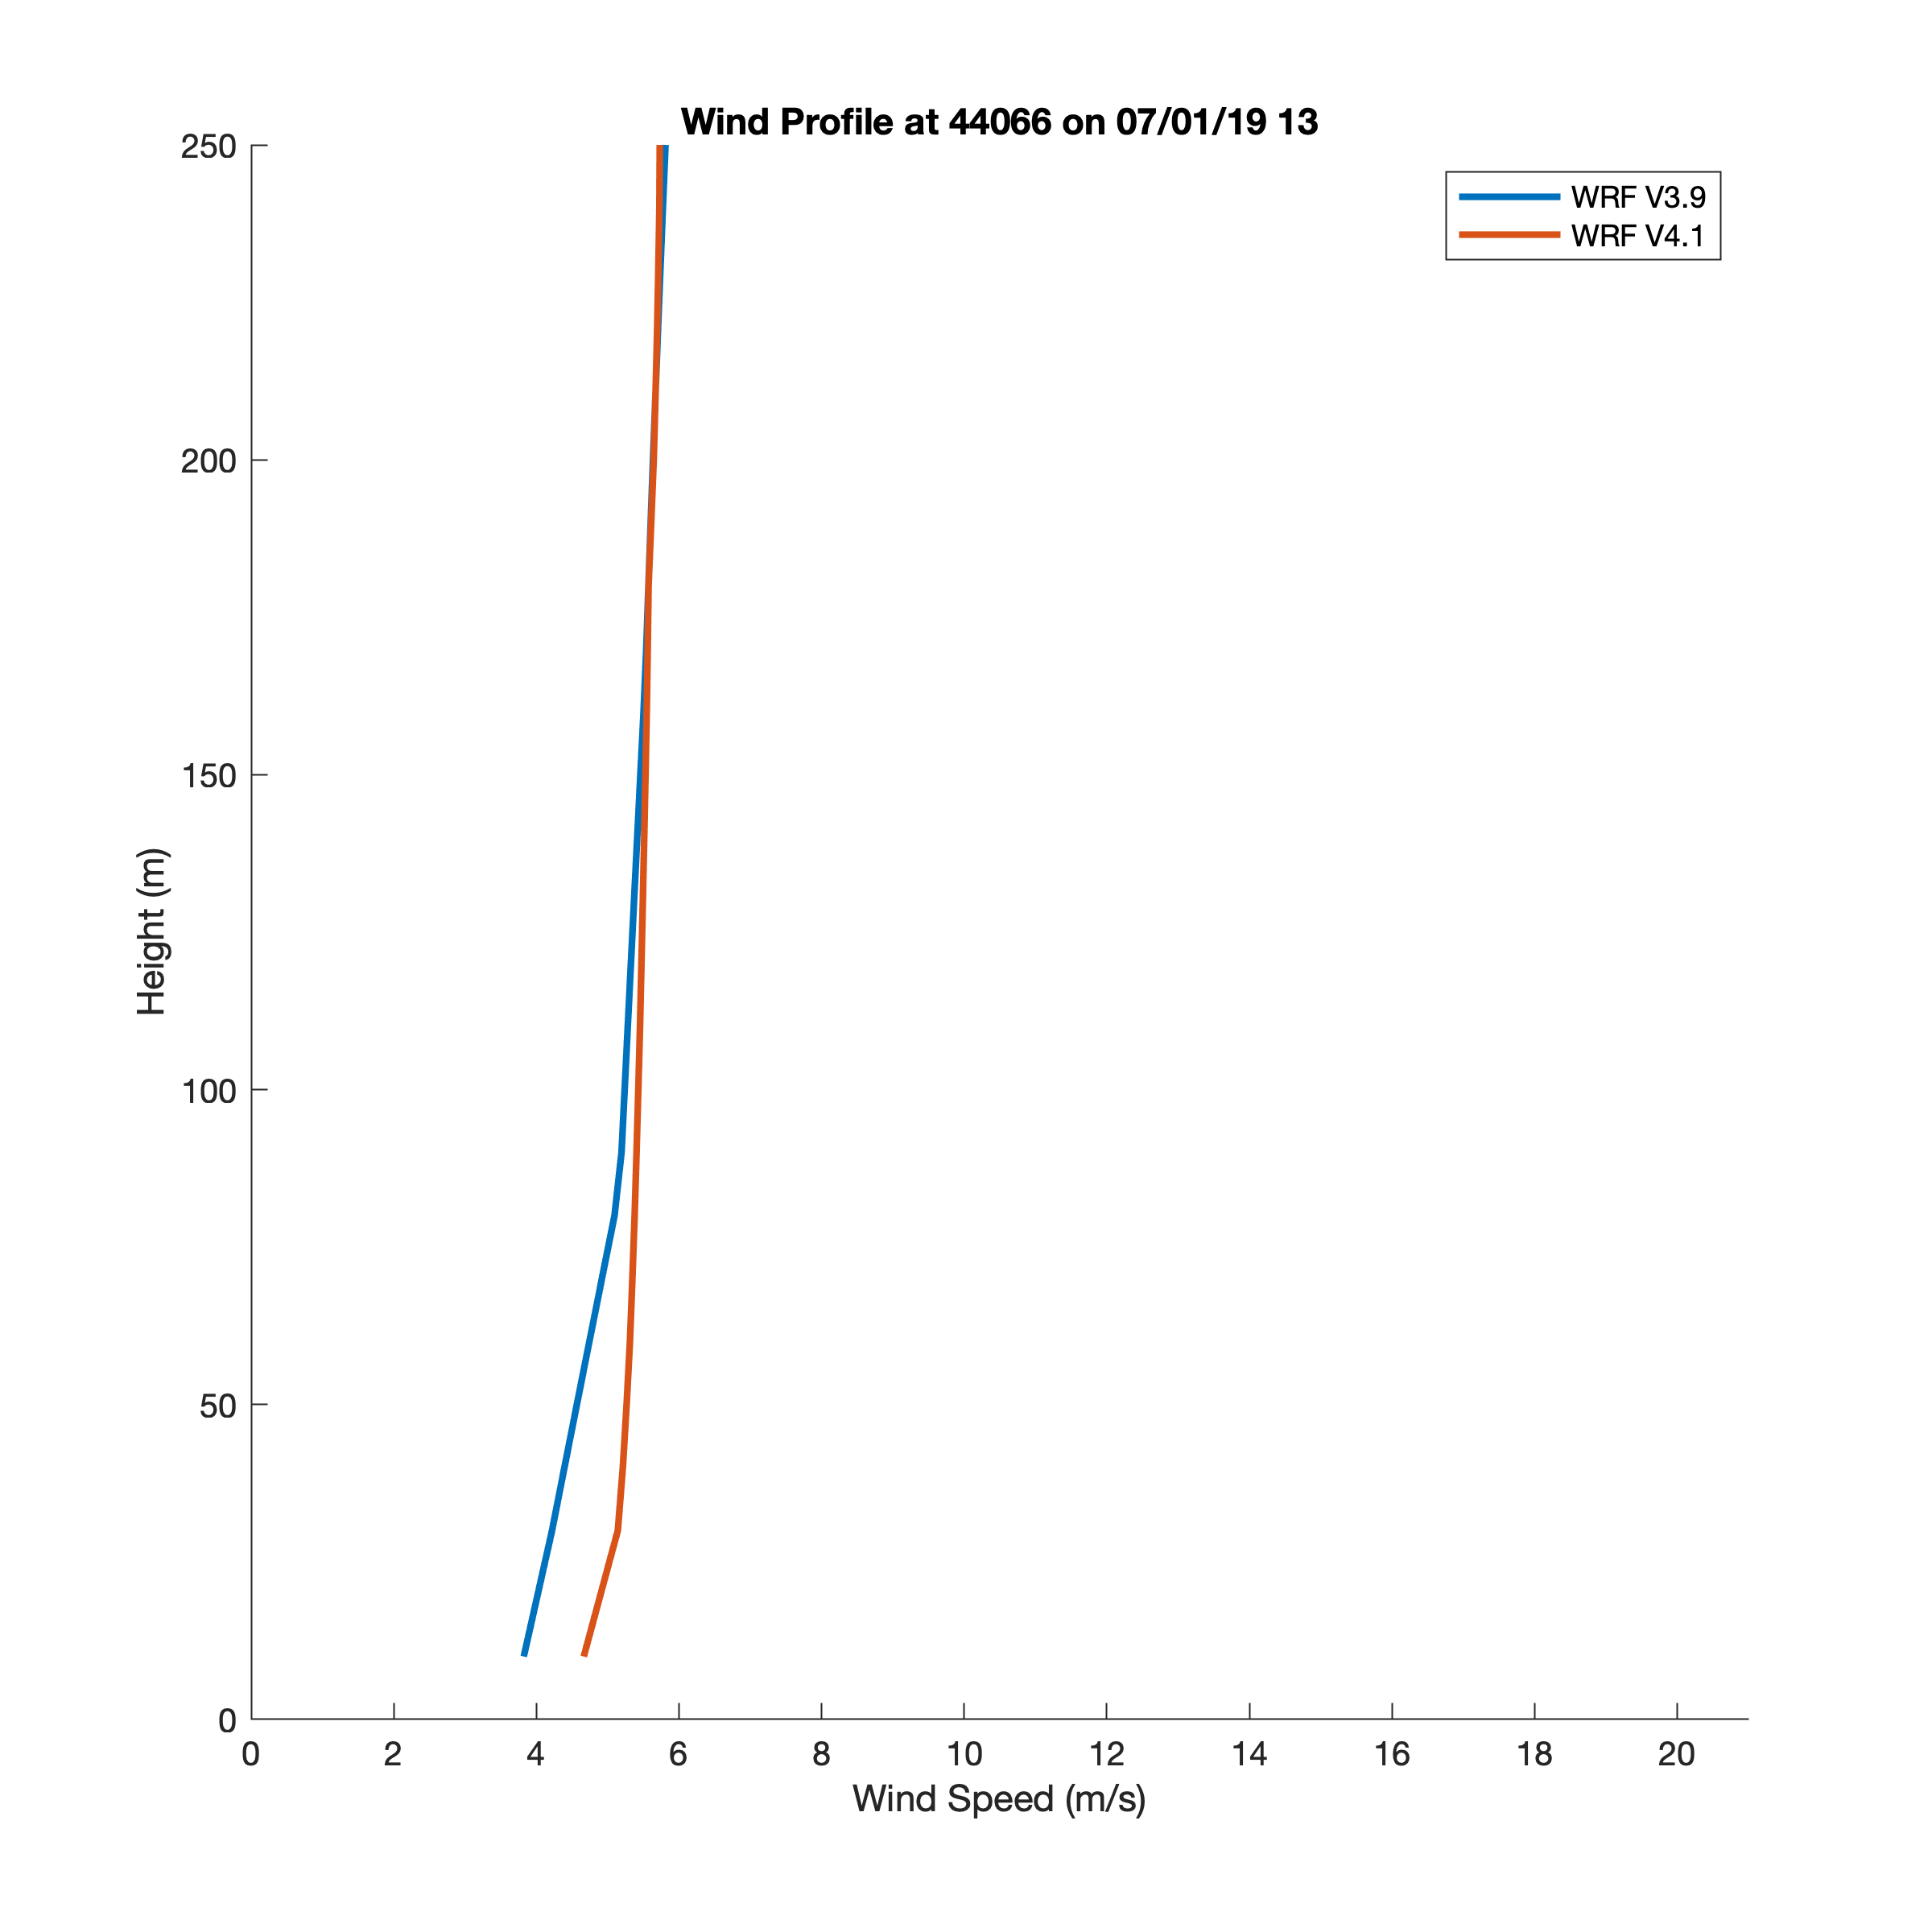 Wind Profile at 44066 on 07/01/19 13
WRF V3.9
WRF V4.1
250
200
150
100
50
0
Height (m)
0 2 4 6 8 10 12 14 16 18 20
Wind Speed (m/s)